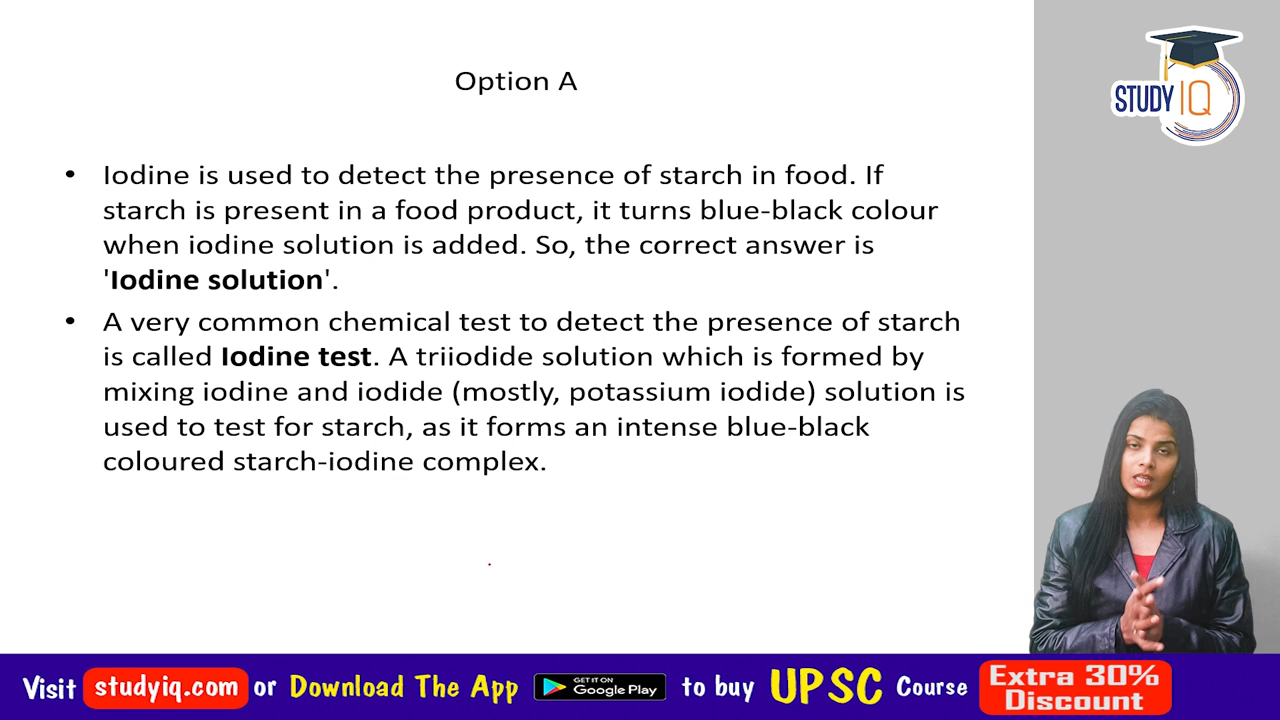 Option A
STUDY IQ
• Iodine is used to detect the presence of starch in food. If
starch is present in a food product, it turns blue-black colour
when iodine solution is added. So, the correct answer is
'Iodine solution'.
• A very common chemical test to detect the presence of starch
is called Iodine test. A triiodide solution which is formed by
mixing iodine and iodide (mostly, potassium iodide) solution is
used to test for starch, as it forms an intense blue-black
coloured starch-iodine complex.
Visit studyiq.com or Download The App GET IT ON Google Play to buy UPSC Course Extra 30% Discount